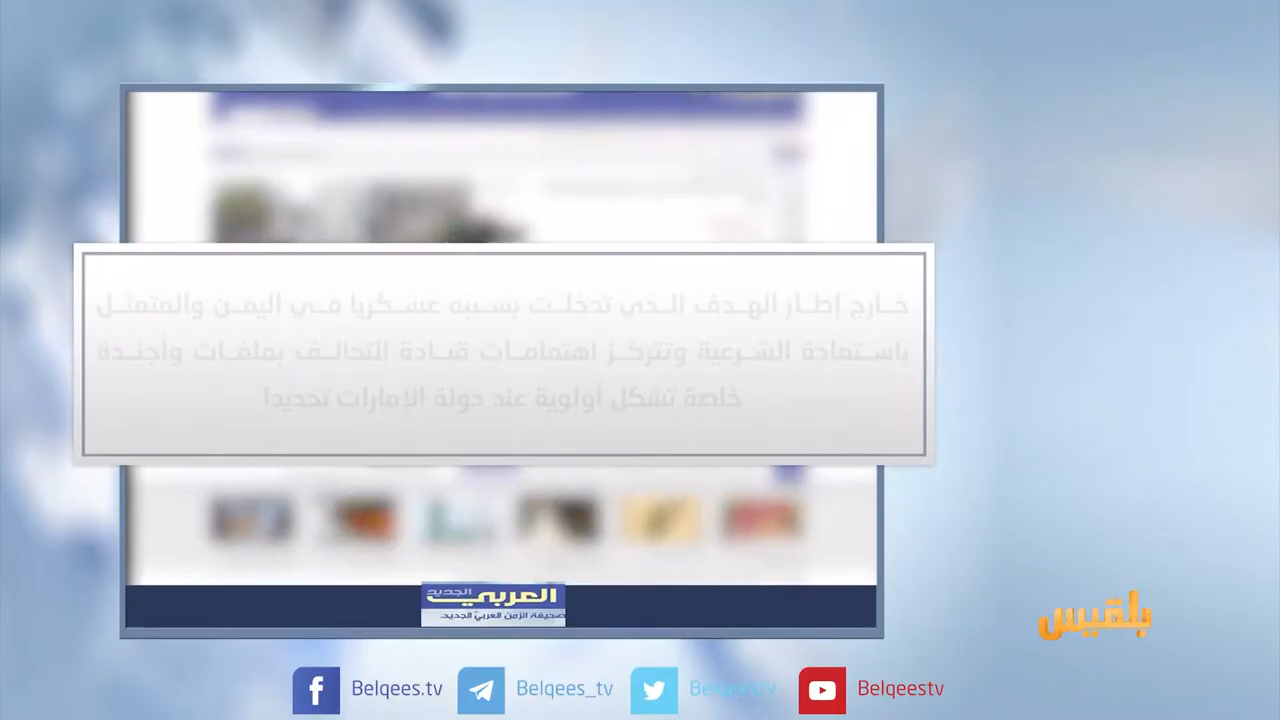 خارج إطار الهدف الذي تدخلت بسببه عسكريا في اليمن والمتمثل
باستعادة الشرعية وتتركز اهتمامات قيادة التحالف بملفات وأجندة
خاصة تشكل أولوية عند دولة الإمارات تحديدا
العربي الجديد
صحيفة الزمن العربي الجديد.
بلقيس
Belqees.tv Belqees_tv Belqeestv Belqeestv